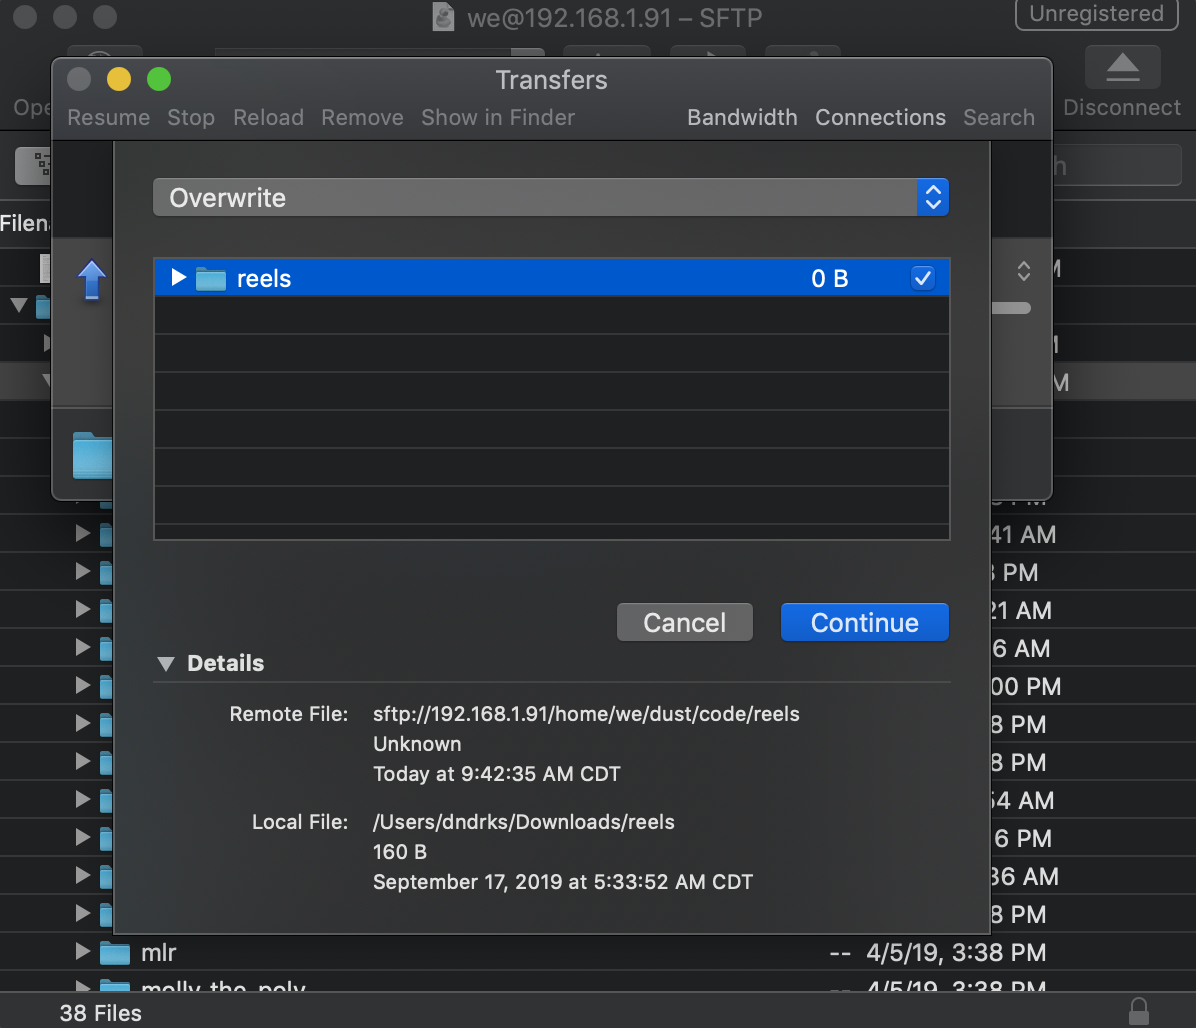 we@192.168.1.91 – SFTP
Unregistered
Disconnect
Transfers
Resume Stop Reload Remove Show in Finder Bandwidth Connections Search
Overwrite
reels 0 B
Cancel Continue
Details
Remote File: sftp://192.168.1.91/home/we/dust/code/reels
Unknown
Today at 9:42:35 AM CDT
Local File: /Users/dndrks/Downloads/reels
160 B
September 17, 2019 at 5:33:52 AM CDT
41 AM
PM
21 AM
6 AM
00 PM
8 PM
8 PM
54 AM
6 PM
36 AM
8 PM
mlr -- 4/5/19, 3:38 PM
molly_the_poly -- 4/5/19, 3:38 PM
38 Files